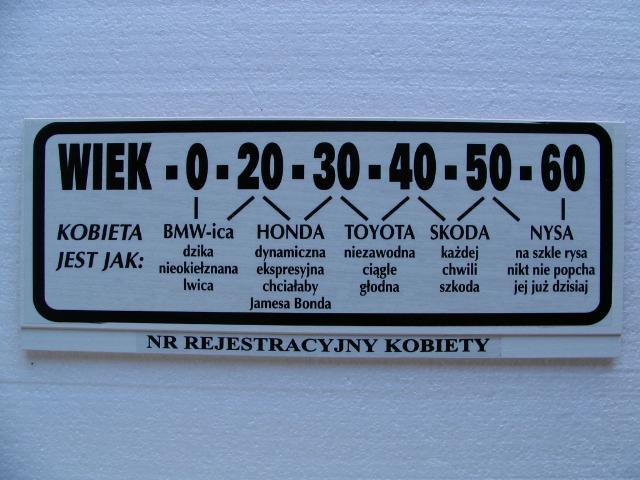 WIEK - 0 - 20 - 30 - 40 - 50 - 60
KOBIETA JEST JAK:
BMW-ica
dzika
nieokiełznana
lwica
HONDA
dynamiczna
ekspresyjna
chciałaby
Jamesa Bonda
TOYOTA
niezawodna
ciągle
głodna
SKODA
każdej
chwili
szkoda
NYSA
na szkle rysa
nikt nie popcha
jej już dzisiaj
NR REJESTRACYJNY KOBIETY